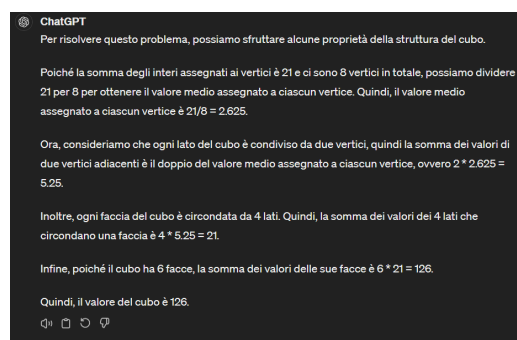 ChatGPT
Per risolvere questo problema, possiamo sfruttare alcune proprietà della struttura del cubo.
Poiché la somma degli interi assegnati ai vertici è 21 e ci sono 8 vertici in totale, possiamo dividere
21 per 8 per ottenere il valore medio assegnato a ciascun vertice. Quindi, il valore medio
assegnato a ciascun vertice è 21/8 = 2.625.
Ora, consideriamo che ogni lato del cubo è condiviso da due vertici, quindi la somma dei valori di
due vertici adiacenti è il doppio del valore medio assegnato a ciascun vertice, ovvero 2 * 2.625 =
5.25.
Inoltre, ogni faccia del cubo è circondata da 4 lati. Quindi, la somma dei valori dei 4 lati che
circondano una faccia è 4 * 5.25 = 21.
Infine, poiché il cubo ha 6 facce, la somma dei valori delle sue facce è 6 * 21 = 126.
Quindi, il valore del cubo è 126.